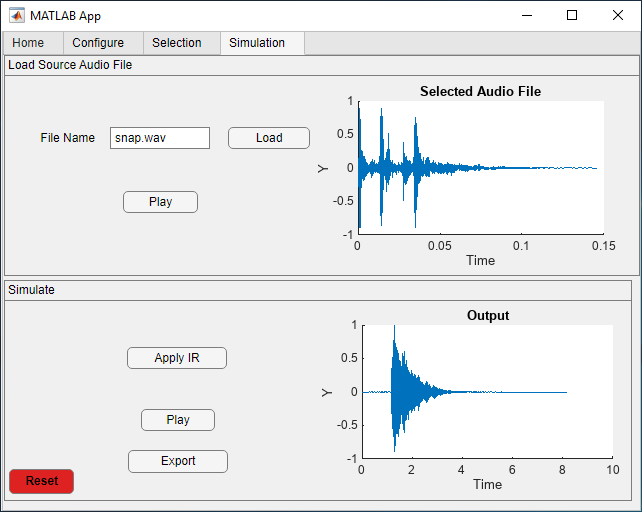 MATLAB App
Home Configure Selection Simulation
Load Source Audio File
File Name snap.wav Load
Play
Selected Audio File
1
0.5
0
-0.5
-1
Y
0 0.05 0.1 0.15
Time
Simulate
Apply IR
Play
Export
Reset
Output
1
0.5
0
-0.5
-1
Y
0 2 4 6 8 10
Time